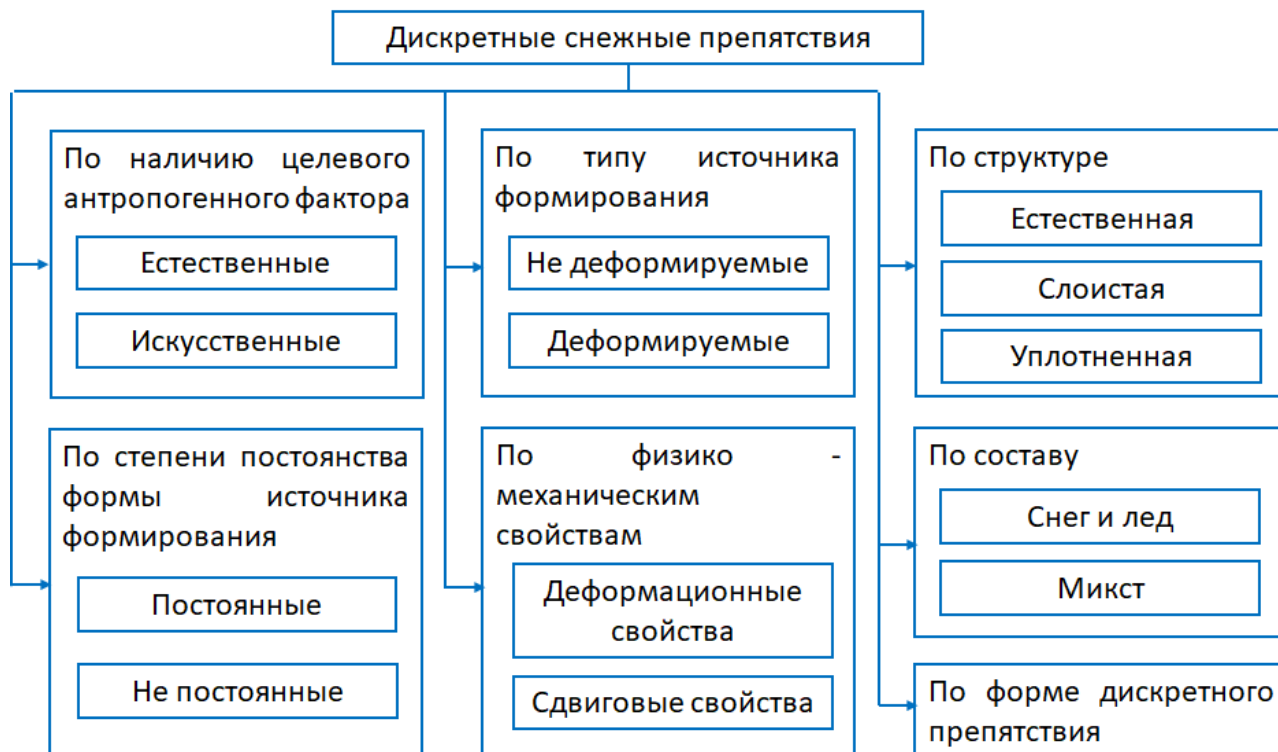 Дискретные снежные препятствия
По наличию целевого
антропогенного фактора
Естественные
Искусственные
По типу источника
формирования
Не деформируемые
Деформируемые
По структуре
Естественная
Слоистая
Уплотненная
По степени постоянства
формы источника
формирования
Постоянные
Не постоянные
По физико -
механическим
свойствам
Деформационные
свойства
Сдвиговые свойства
По составу
Снег и лед
Микст
По форме дискретного
препятствия